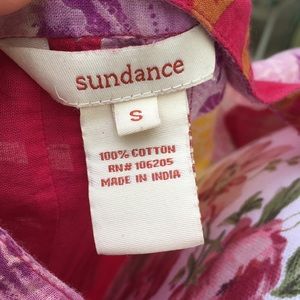 sundance
S
100% COTTON
RN# 106205
MADE IN INDIA